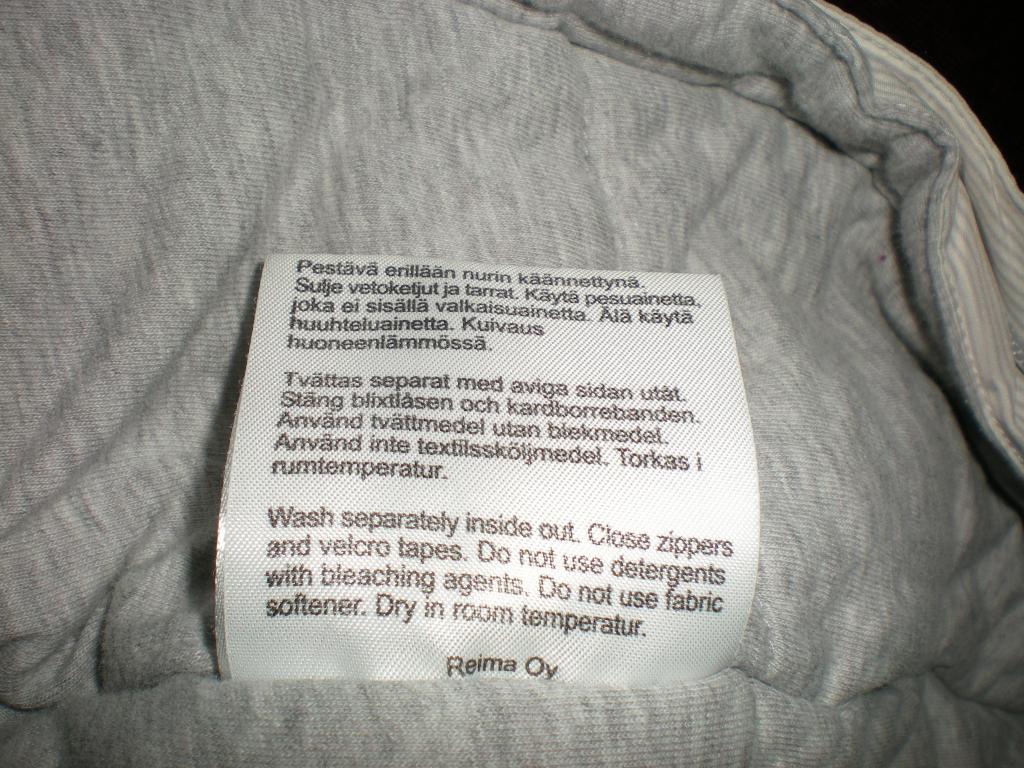 Pestävä erillään nurin käännettynä.
Sulje vetoketjut ja tarrat. Käytä pesuainetta,
joka ei sisällä valkaisuainetta. Älä käytä
huuhteluainetta. Kuivaus
huoneenlämmössä.
Tvättas separat med aviga sidan utåt.
Stäng blixtlåsen och kardborrebanden.
Använd tvättmedel utan blekmedel.
Använd inte textilssköljmedel. Torkas i
rumtemperatur.
Wash separately inside out. Close zippers
and velcro tapes. Do not use detergents
with bleaching agents. Do not use fabric
softener. Dry in room temperatur.
Reima Oy